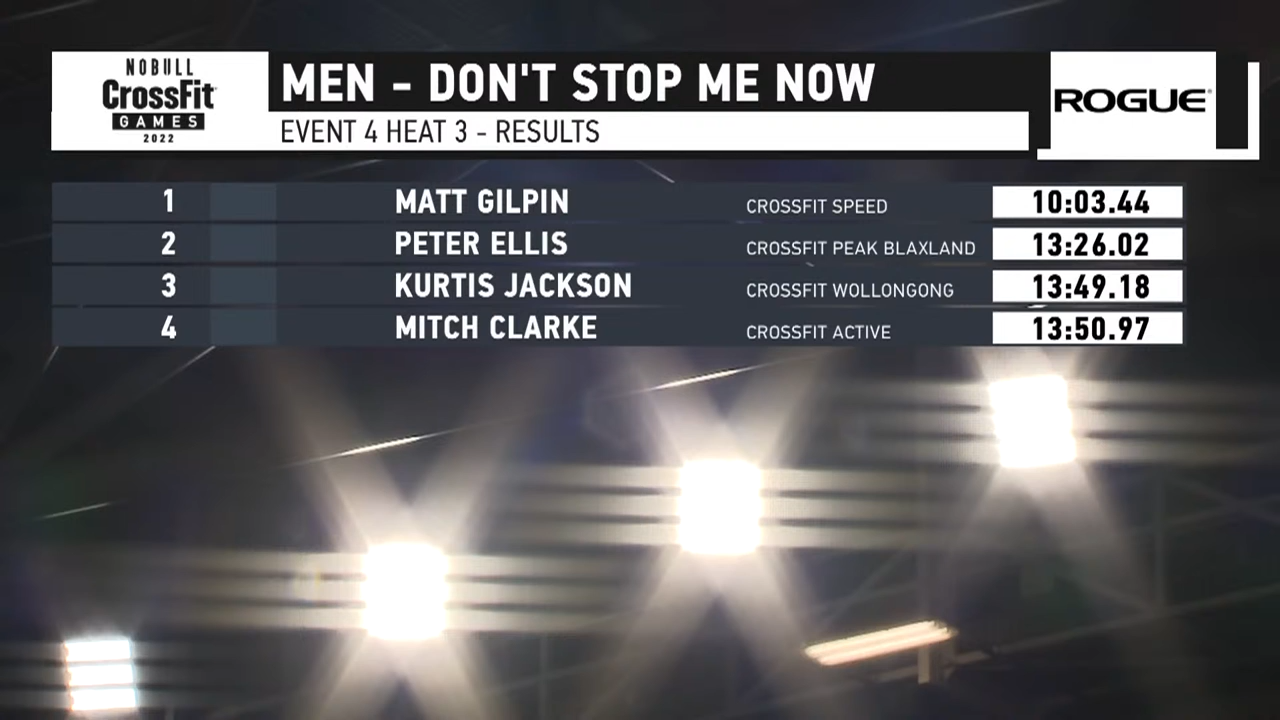 NOBULL
CrossFit
GAMES
2022
MEN - DON'T STOP ME NOW
EVENT 4 HEAT 3 - RESULTS
ROGUE®
1 MATT GILPIN CROSSFIT SPEED 10:03.44
2 PETER ELLIS CROSSFIT PEAK BLAXLAND 13:26.02
3 KURTIS JACKSON CROSSFIT WOLLONGONG 13:49.18
4 MITCH CLARKE CROSSFIT ACTIVE 13:50.97